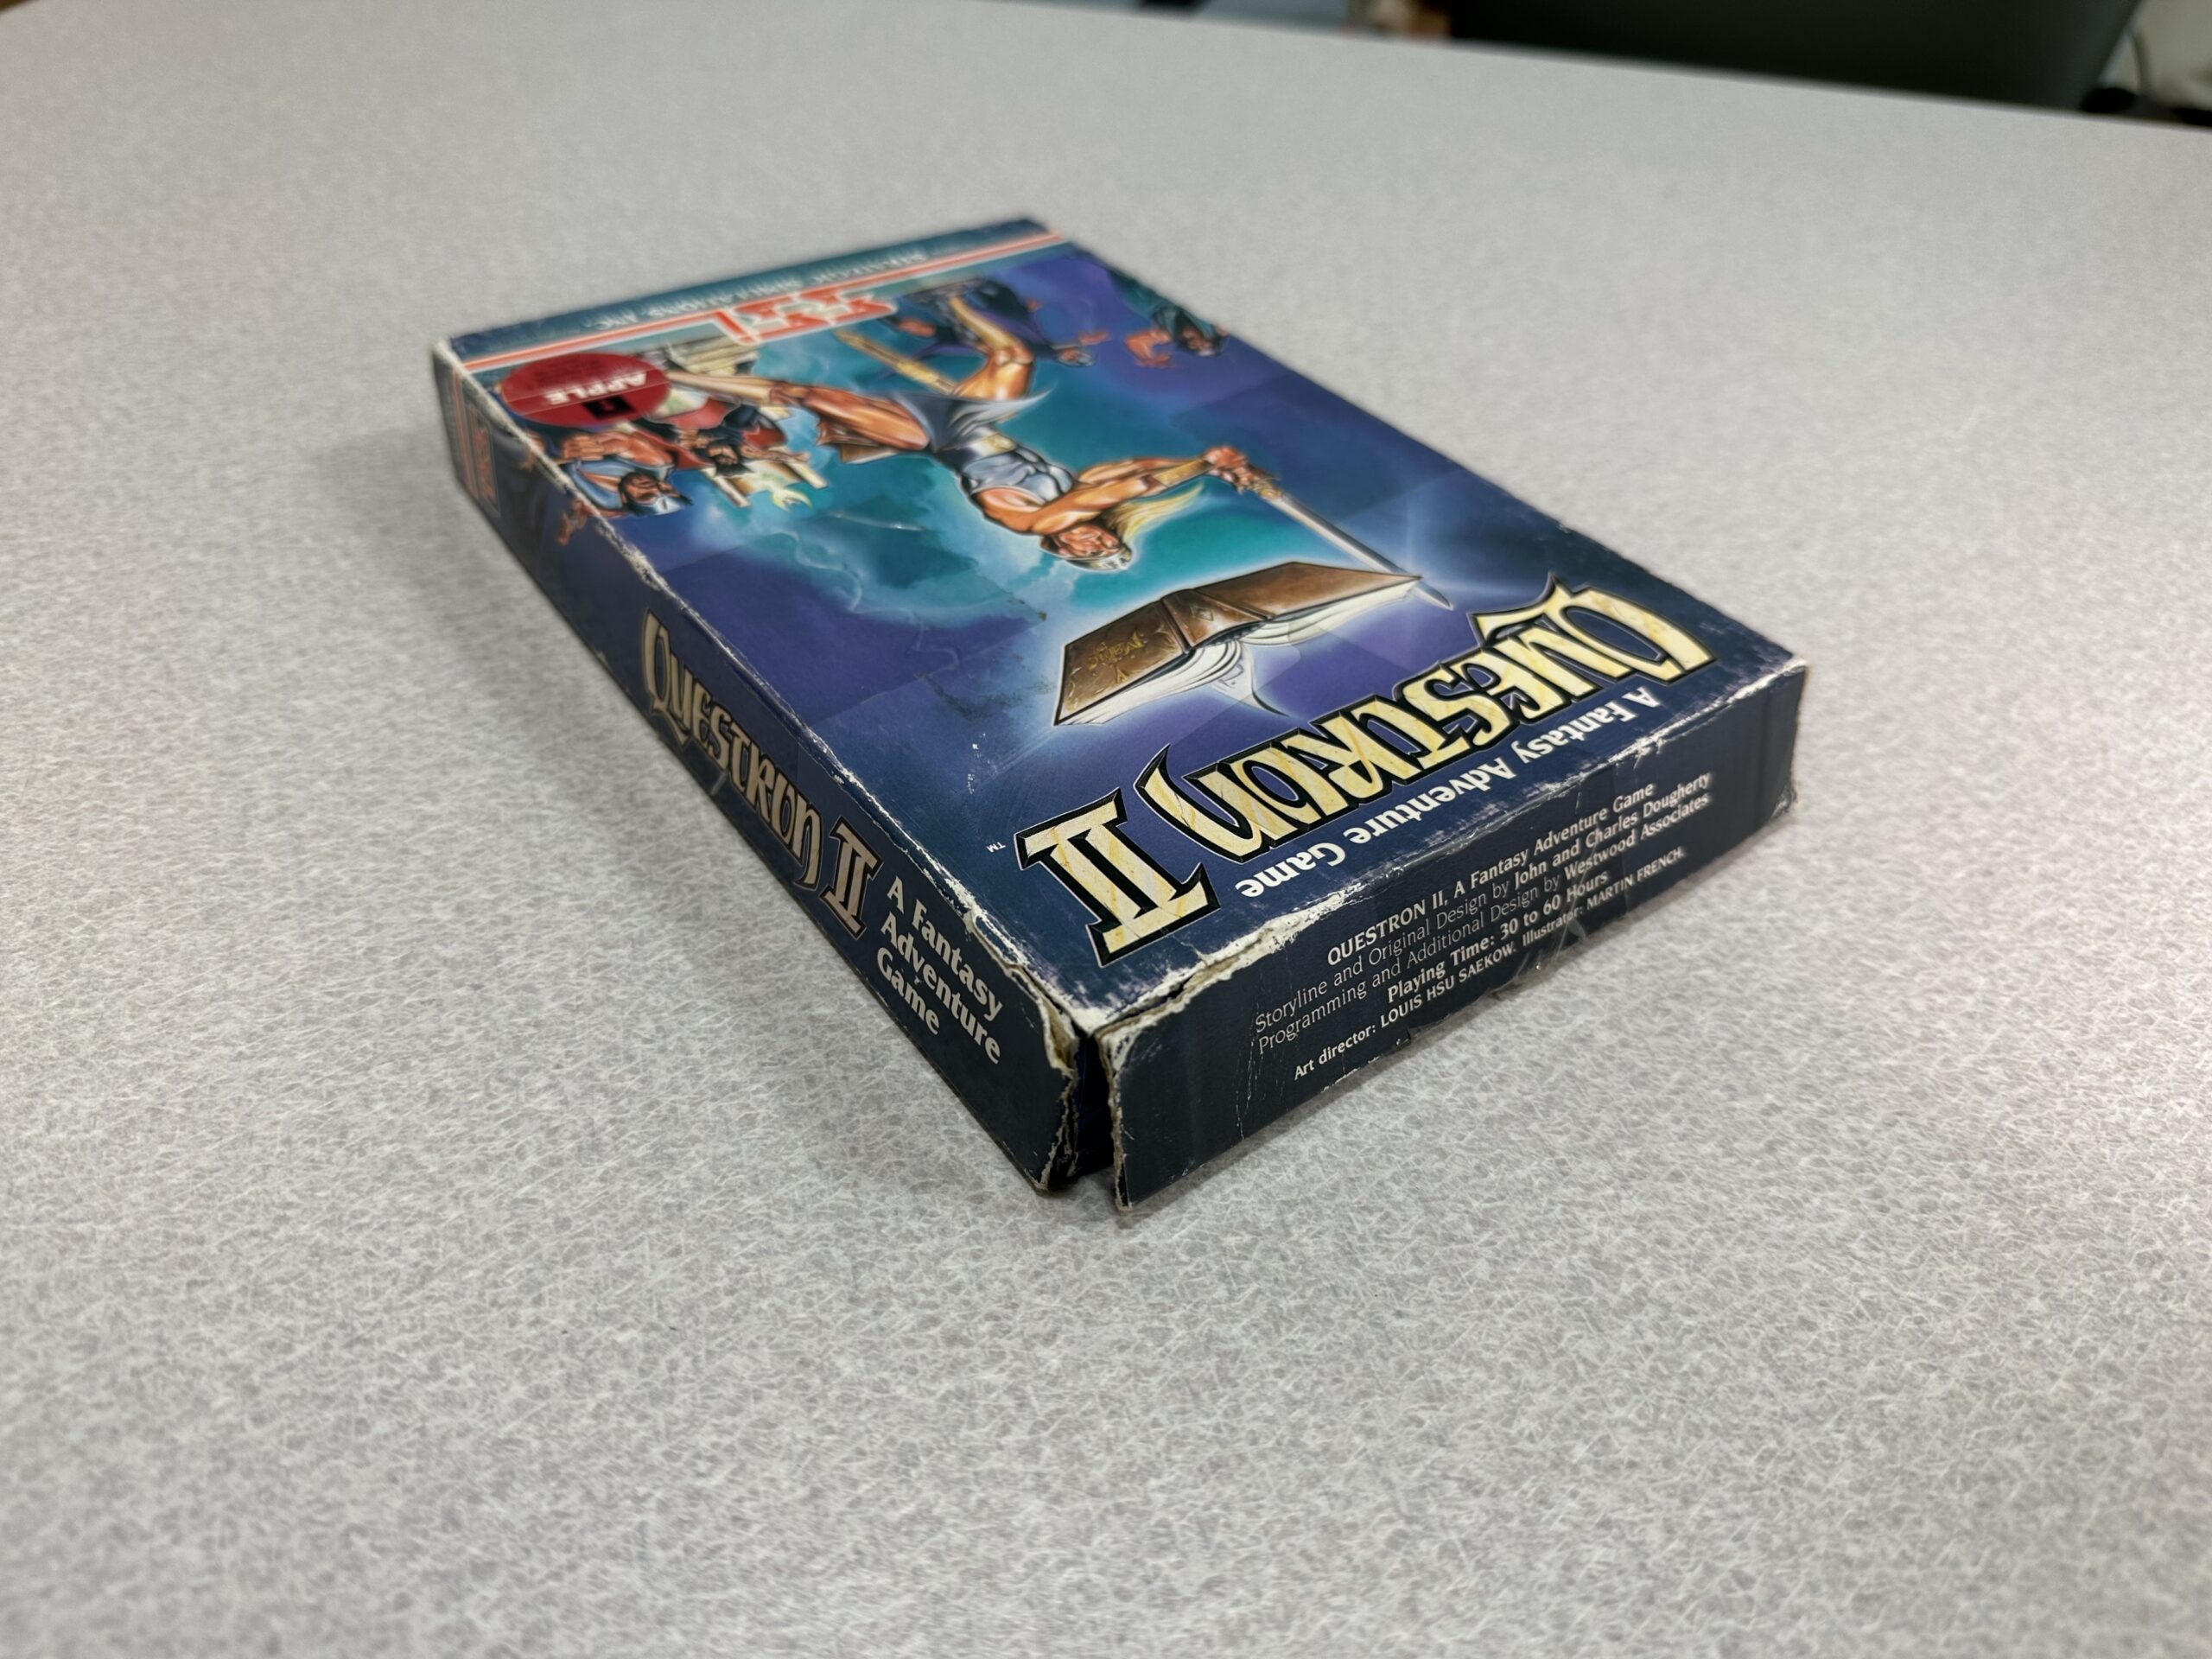 QUESTRON II
™
A Fantasy Adventure Game
STRATEGIC SIMULATIONS, INC.
APPLE
QUESTRON II
A Fantasy
Adventure
Game
QUESTRON II, A Fantasy Adventure Game
Storyline and Original Design by John and Charles Dougherty
Programming and Additional Design by Westwood Associates
Playing Time: 30 to 60 Hours
Art director: LOUIS HSU SAEKOW. Illustrator: MARTIN FRENCH.